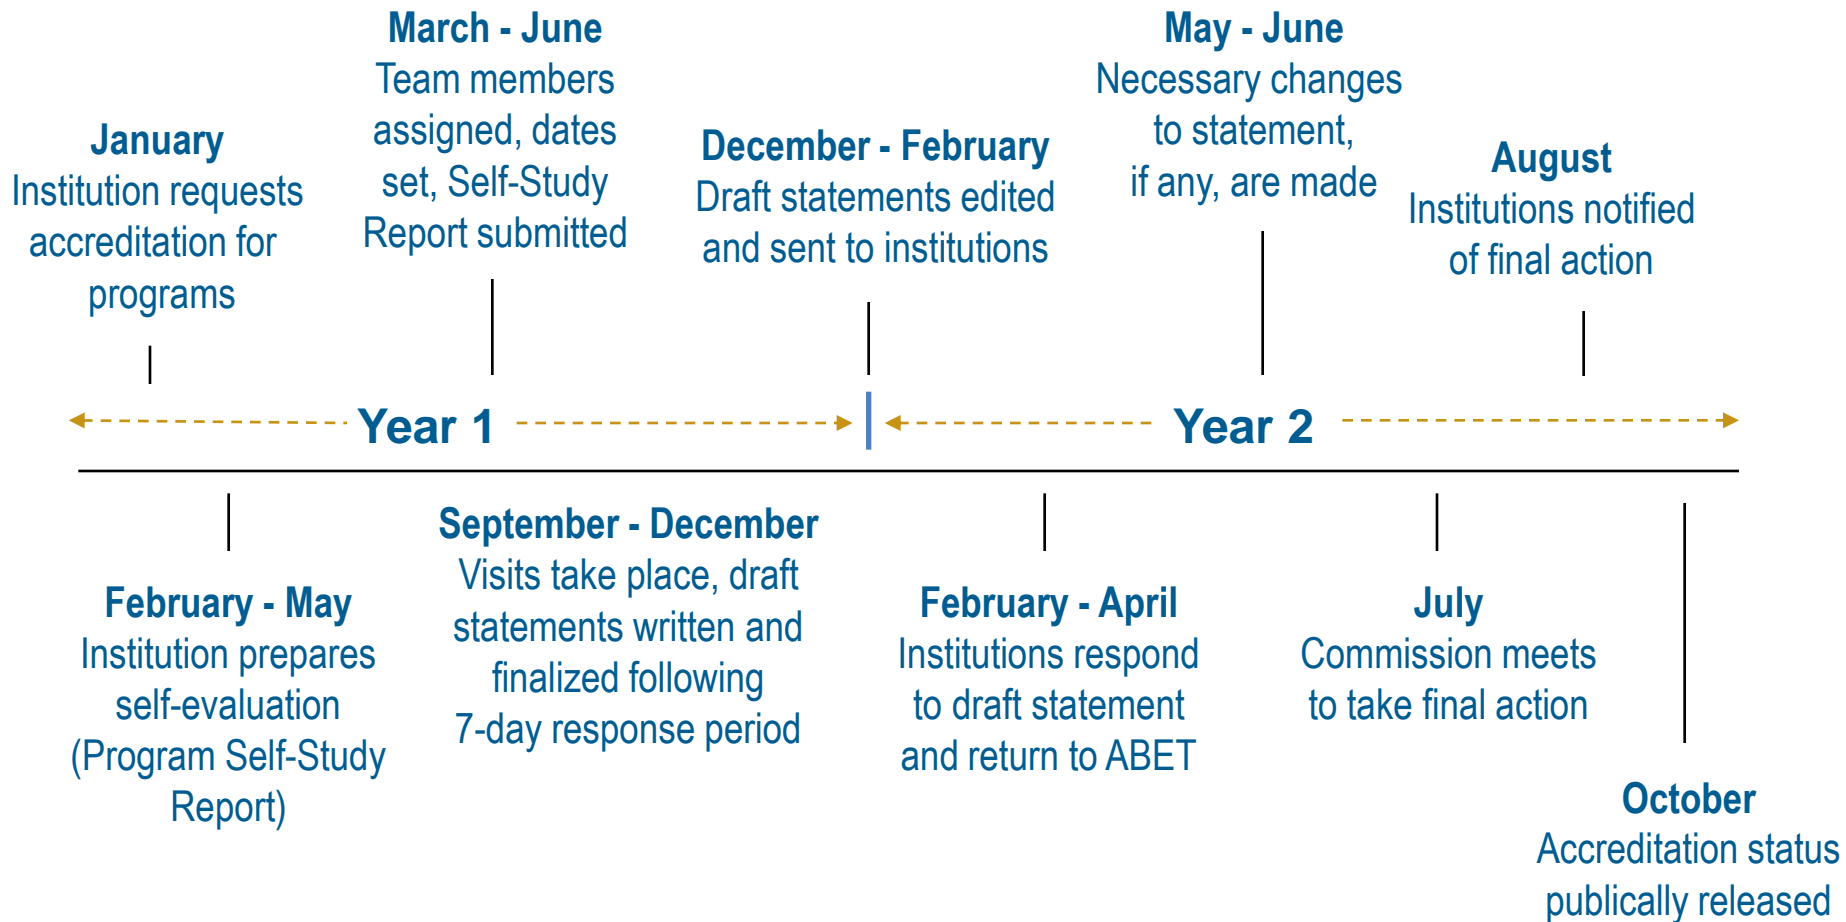 January
Institution requests
accreditation for
programs
March - June
Team members
assigned, dates
set, Self-Study
Report submitted
December - February
Draft statements edited
and sent to institutions
May - June
Necessary changes
to statement,
if any, are made
August
Institutions notified
of final action
Year 1
Year 2
February - May
Institution prepares
self-evaluation
(Program Self-Study
Report)
September - December
Visits take place, draft
statements written and
finalized following
7-day response period
February - April
Institutions respond
to draft statement
and return to ABET
July
Commission meets
to take final action
October
Accreditation status
publically released